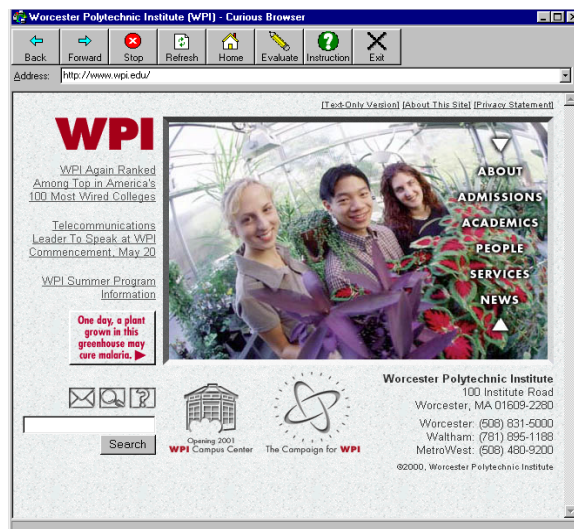 Worcester Polytechnic Institute (WPI) - Curious Browser
Back Forward Stop Refresh Home Evaluate Instruction Exit
Address: http://www.wpi.edu/
[Text-Only Version] [About This Site] [Privacy Statement]
WPI
WPI Again Ranked
Among Top in America's
100 Most Wired Colleges
Telecommunications
Leader To Speak at WPI
Commencement, May 20
WPI Summer Program
Information
One day, a plant
grown in this
greenhouse may
cure malaria.
ABOUT
ADMISSIONS
ACADEMICS
PEOPLE
SERVICES
NEWS
Search
Opening 2001
WPI Campus Center
The Campaign for WPI
Worcester Polytechnic Institute
100 Institute Road
Worcester, MA 01609-2280
Worcester: (508) 831-5000
Waltham: (781) 895-1188
MetroWest: (508) 480-9200
©2000, Worcester Polytechnic Institute